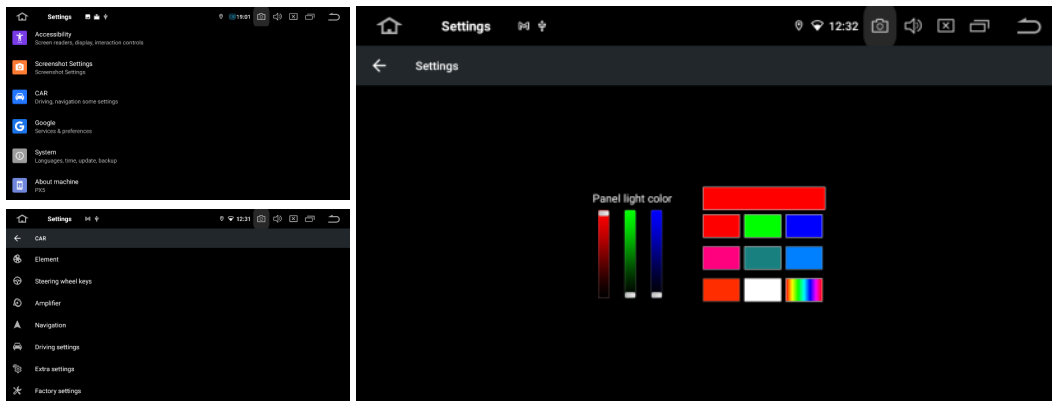 Settings
19:01
Accessibility
Screen readers, display, interaction controls
Screenshot Settings
Screenshot Settings
CAR
Driving, navigation some settings
Google
Services & preferences
System
Languages, time, update, backup
About machine
PX5
Settings
12:31
CAR
Element
Steering wheel keys
Amplifier
Navigation
Driving settings
Extra settings
Factory settings
Settings
12:32
Settings
Panel light color